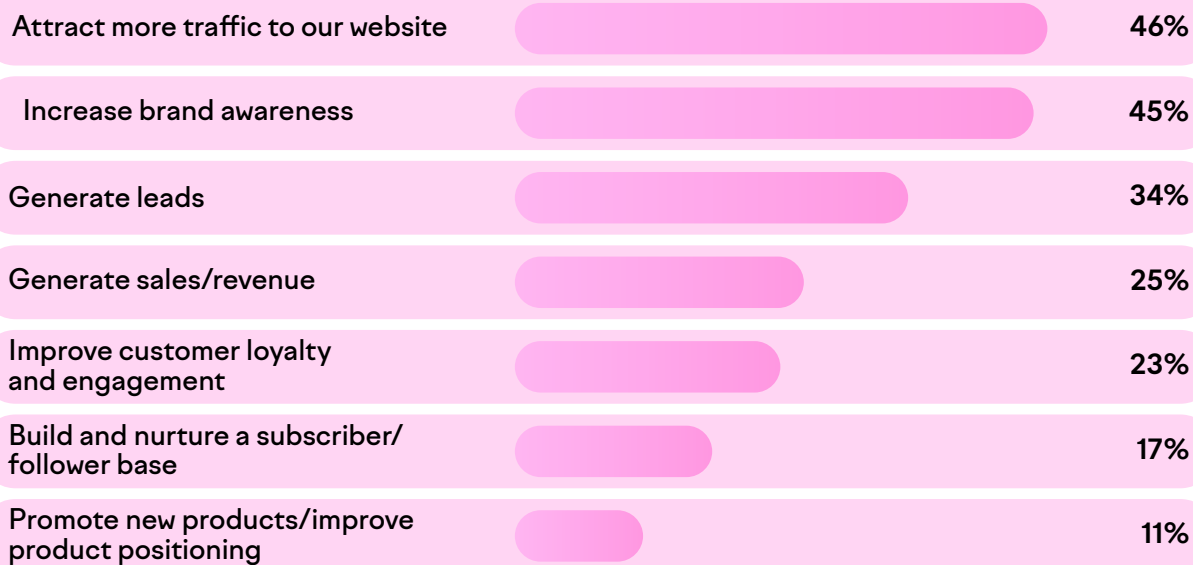 Attract more traffic to our website 46%
Increase brand awareness 45%
Generate leads 34%
Generate sales/revenue 25%
Improve customer loyalty
and engagement 23%
Build and nurture a subscriber/
follower base 17%
Promote new products/improve
product positioning 11%